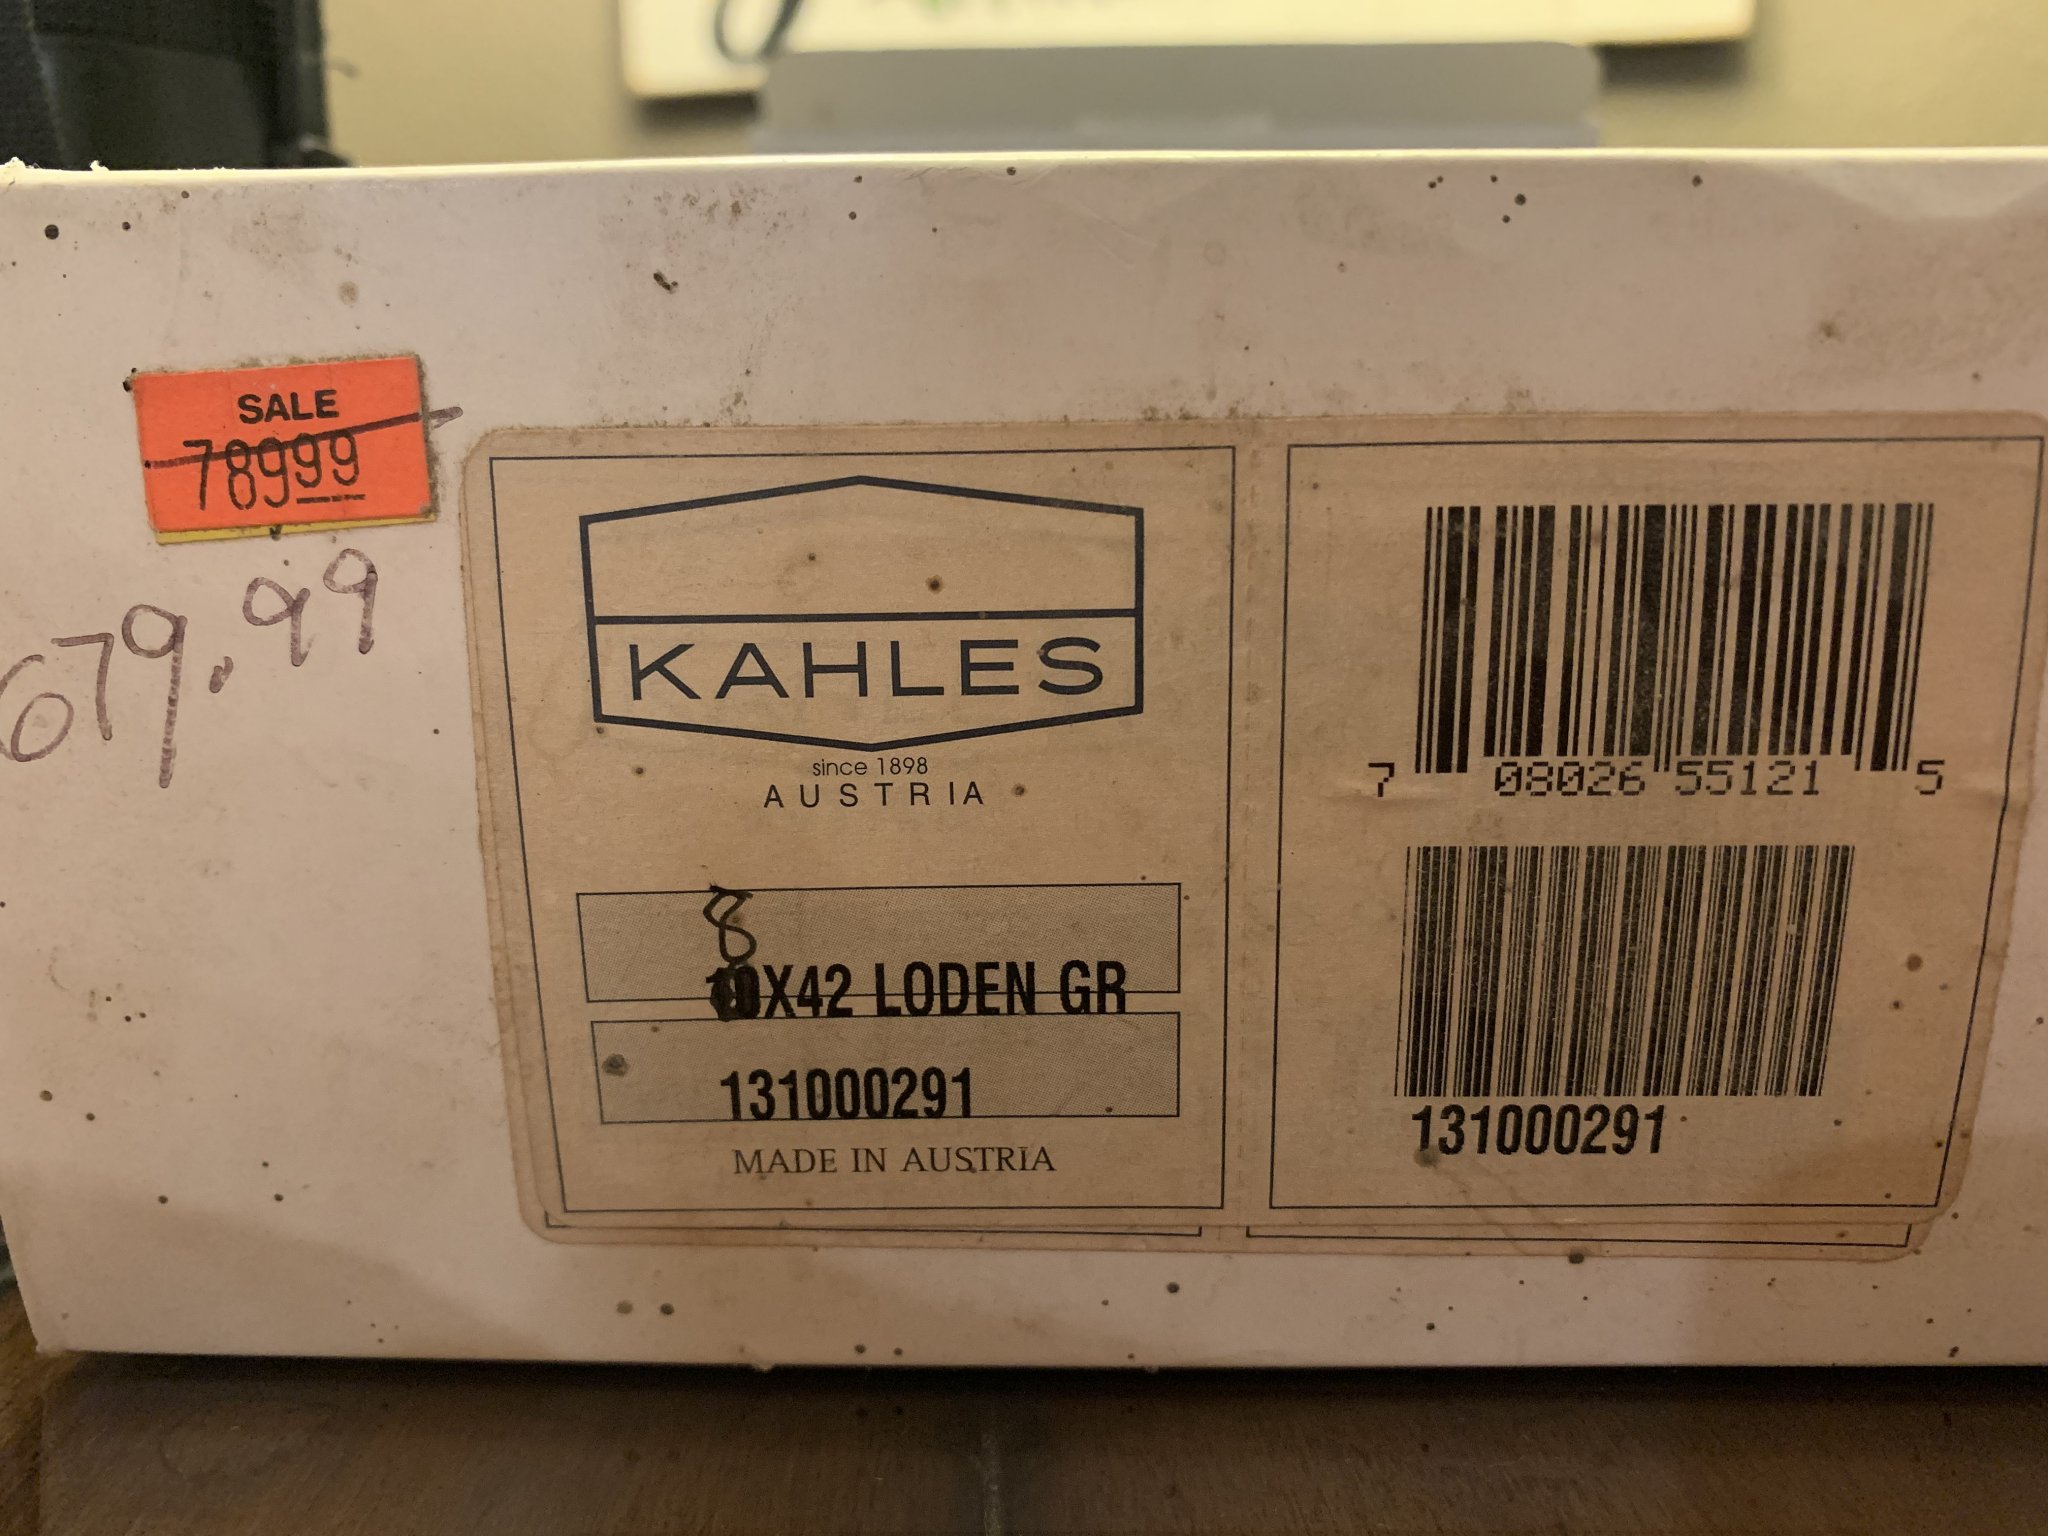 SALE
78999
679.99
KAHLES
since 1898
AUSTRIA
8
10X42 LODEN GR
131000291
MADE IN AUSTRIA
7 08026 55121 5
131000291